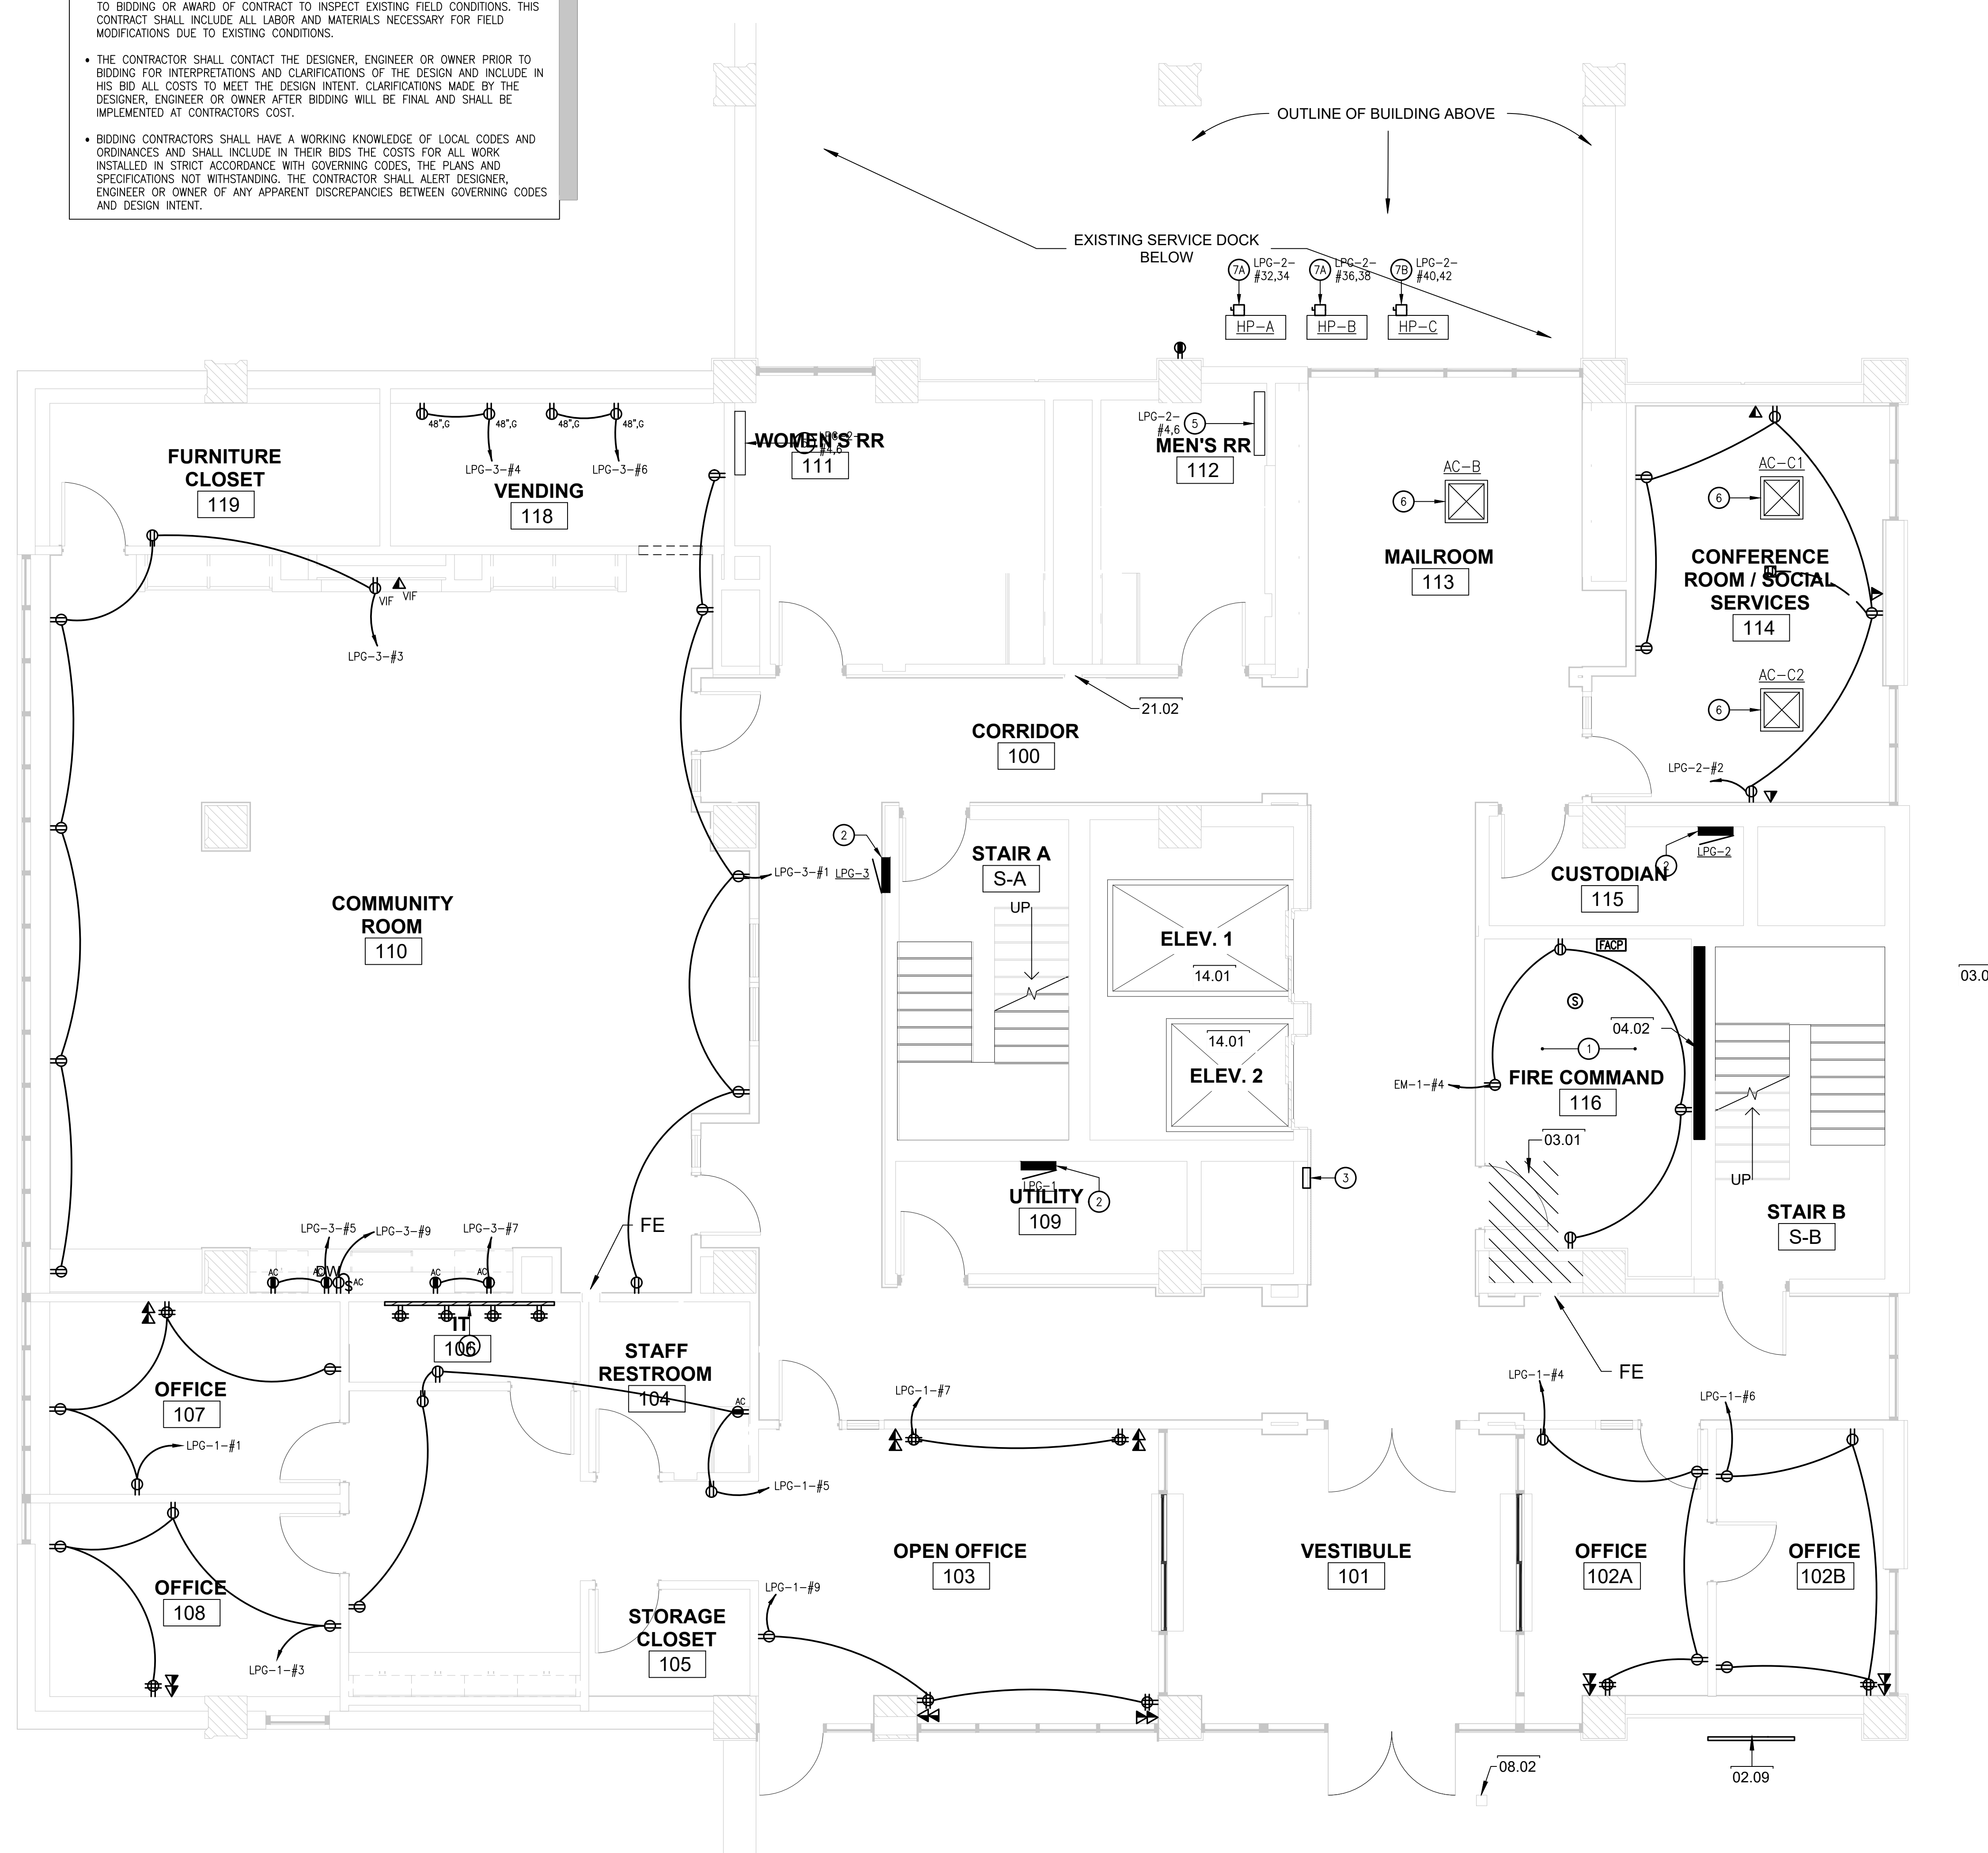 TO BIDDING OR AWARD OF CONTRACT TO INSPECT EXISTING FIELD CONDITIONS. THIS
CONTRACT SHALL INCLUDE ALL LABOR AND MATERIALS NECESSARY FOR FIELD
MODIFICATIONS DUE TO EXISTING CONDITIONS.
• THE CONTRACTOR SHALL CONTACT THE DESIGNER, ENGINEER OR OWNER PRIOR TO
BIDDING FOR INTERPRETATIONS AND CLARIFICATIONS OF THE DESIGN AND INCLUDE IN
HIS BID ALL COSTS TO MEET THE DESIGN INTENT. CLARIFICATIONS MADE BY THE
DESIGNER, ENGINEER OR OWNER AFTER BIDDING WILL BE FINAL AND SHALL BE
IMPLEMENTED AT CONTRACTORS COST.
• BIDDING CONTRACTORS SHALL HAVE A WORKING KNOWLEDGE OF LOCAL CODES AND
ORDINANCES AND SHALL INCLUDE IN THEIR BIDS THE COSTS FOR ALL WORK
INSTALLED IN STRICT ACCORDANCE WITH GOVERNING CODES, THE PLANS AND
SPECIFICATIONS NOT WITHSTANDING. THE CONTRACTOR SHALL ALERT DESIGNER,
ENGINEER OR OWNER OF ANY APPARENT DISCREPANCIES BETWEEN GOVERNING CODES
AND DESIGN INTENT.
OUTLINE OF BUILDING ABOVE
EXISTING SERVICE DOCK
BELOW
7A LPG-2-
#32,34
7A LPG-2-
#36,38
7B LPG-2-
#40,42
HP-A
HP-B
HP-C
48",G
48",G
48",G
48",G
LPG-3-#4
LPG-3-#6
FURNITURE
CLOSET
119
VENDING
118
WOMEN'S RR
111
LPG-2-
#4,6
LPG-2-
#4,6
5
MEN'S RR
112
AC-B
6
MAILROOM
113
AC-C1
6
CONFERENCE
ROOM / SOCIAL
SERVICES
114
AC-C2
6
LPG-2-#2
VIF
VIF
LPG-3-#3
21.02
CORRIDOR
100
2
LPG-3-#1
LPG-3
STAIR A
S-A
UP
COMMUNITY
ROOM
110
ELEV. 1
14.01
14.01
ELEV. 2
2
LPG-2
CUSTODIAN
115
FACP
S
04.02
1
EM-1-#4
FIRE COMMAND
116
03.01
03.0
UP
STAIR B
S-B
LPG-1
UTILITY
2
109
3
FE
LPG-3-#5
LPG-3-#9
LPG-3-#7
AC
AC
DW
S
AC
AC
AC
IT
106
STAFF
RESTROOM
104
AC
OFFICE
107
LPG-1-#1
LPG-1-#7
LPG-1-#5
FE
LPG-1-#4
LPG-1-#6
OFFICE
108
LPG-1-#3
STORAGE
CLOSET
105
LPG-1-#9
OPEN OFFICE
103
VESTIBULE
101
OFFICE
102A
OFFICE
102B
08.02
02.09